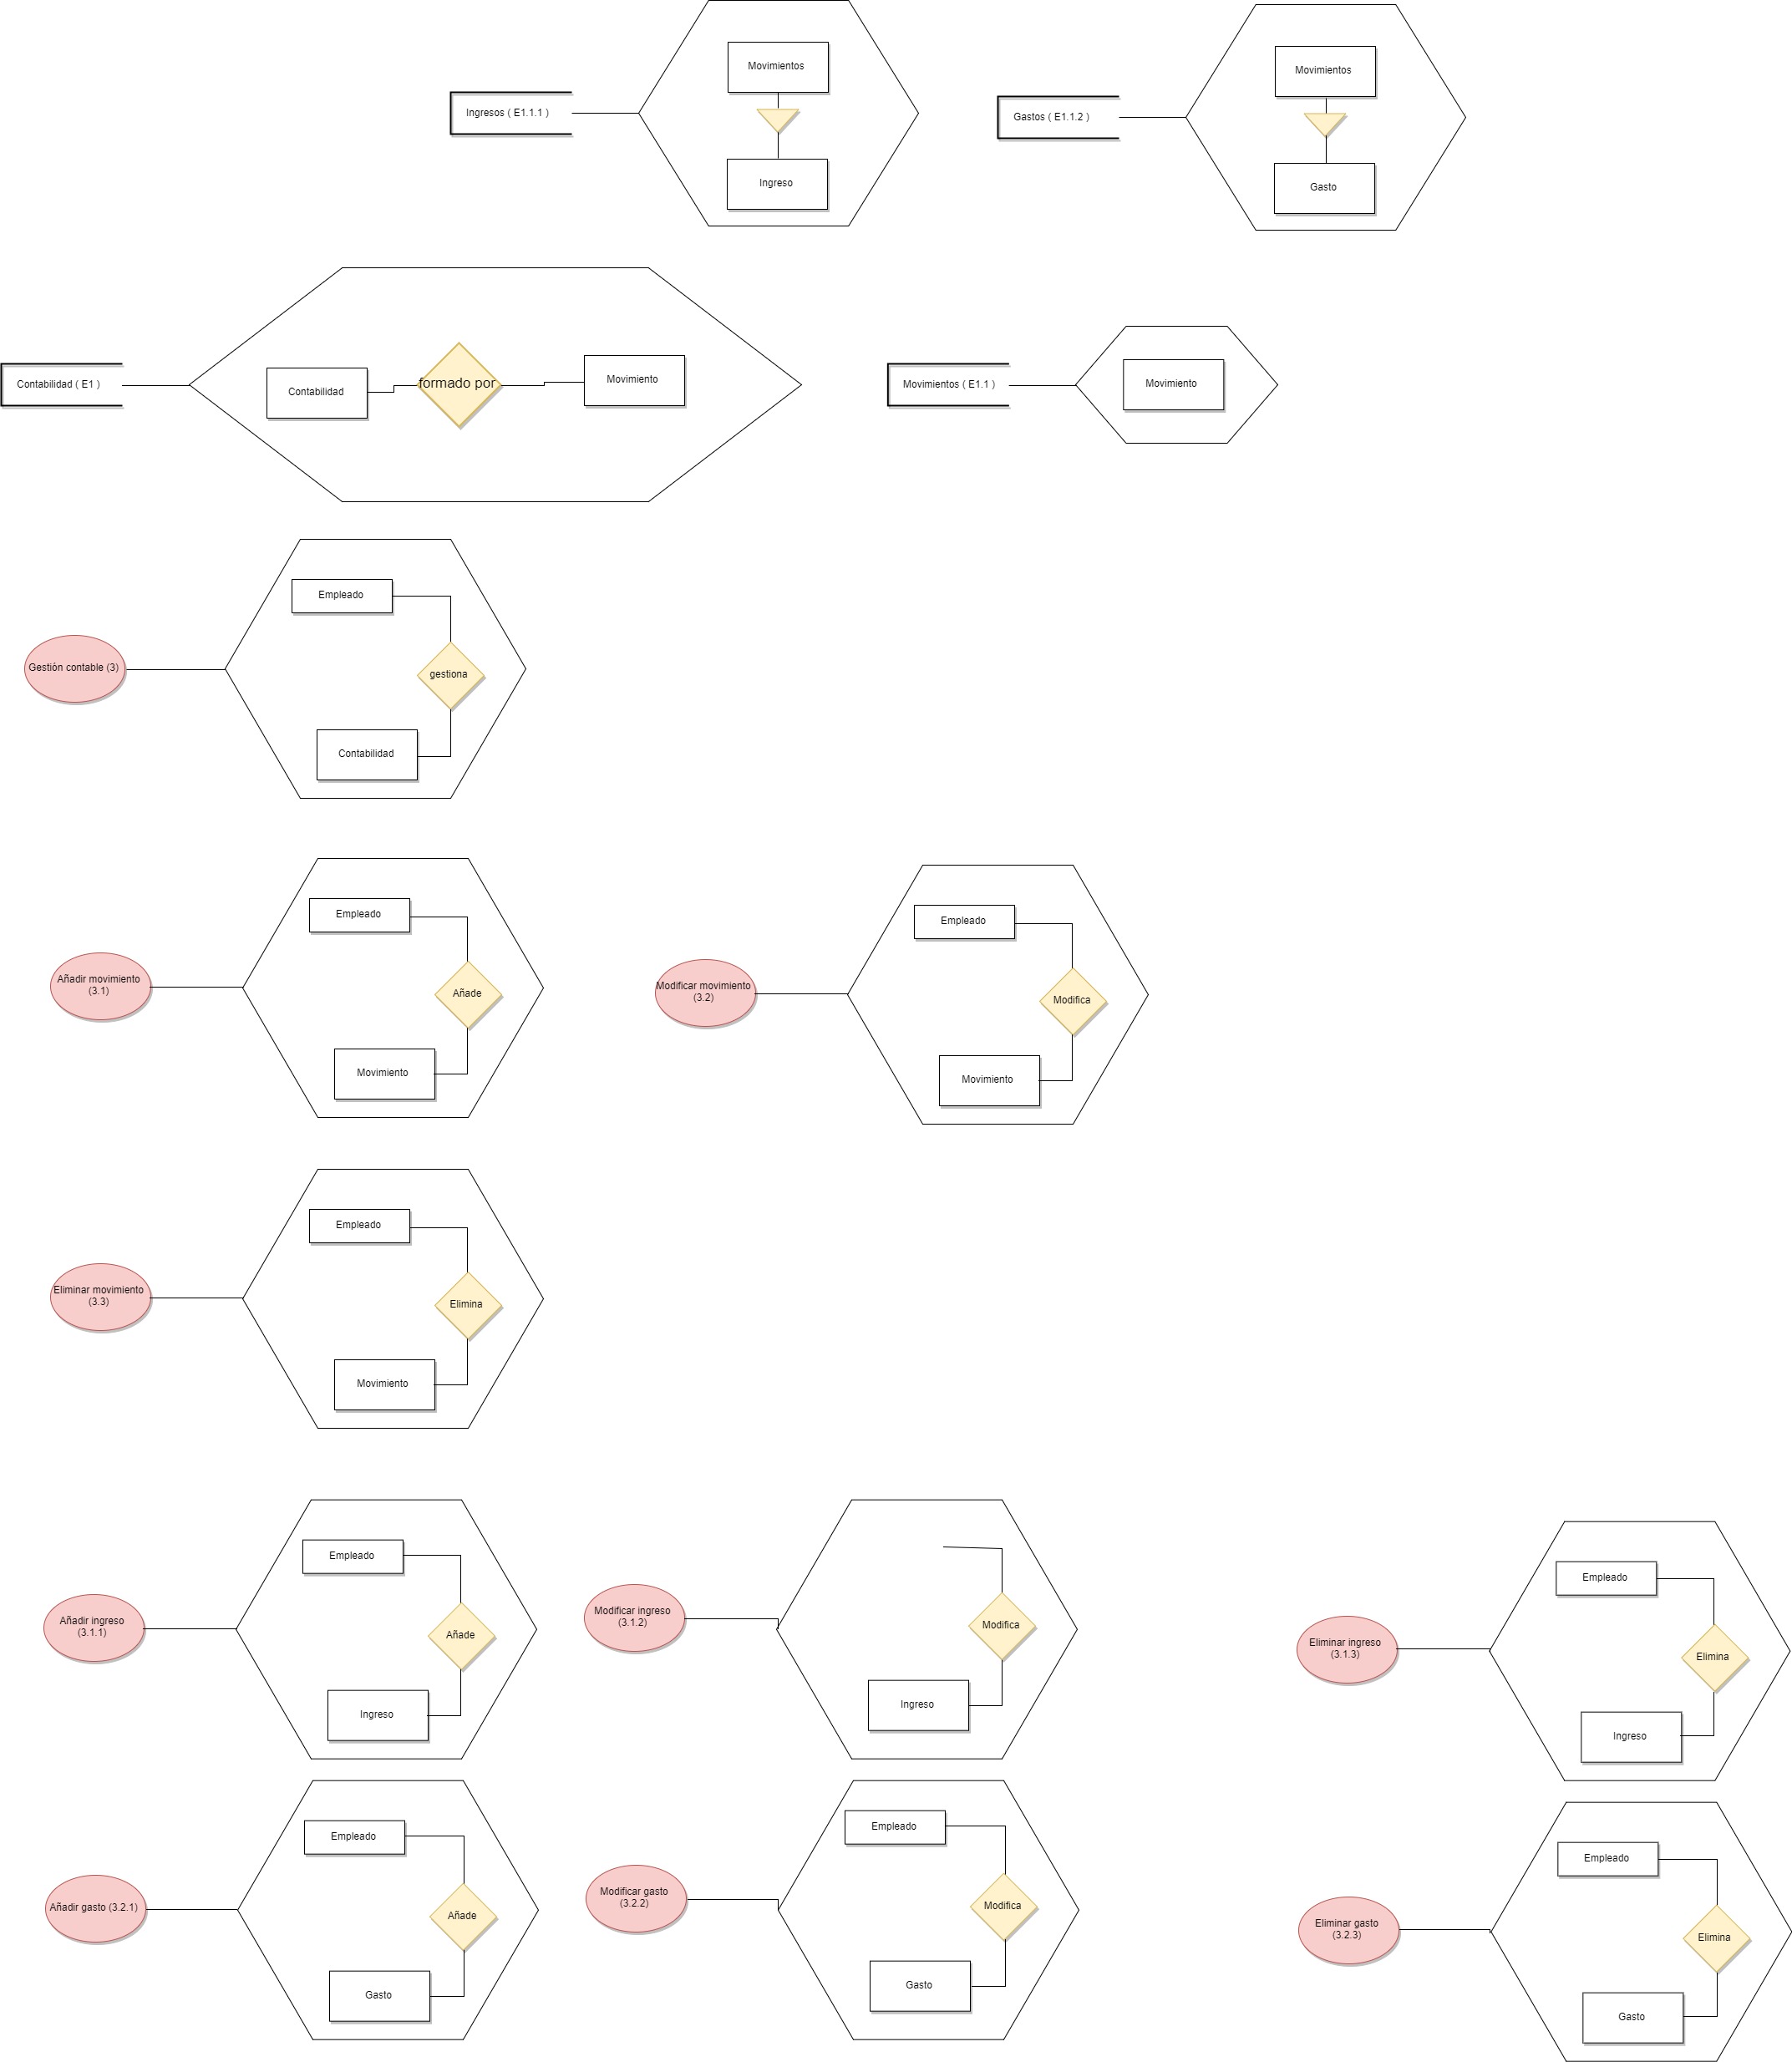 Movimientos
Ingresos ( E1.1.1 )
Ingreso
Movimientos
Gastos ( E1.1.2 )
Gasto
Contabilidad ( E1 )
Contabilidad
formado por
Movimiento
Movimientos ( E1.1 )
Movimiento
Empleado
Gestión contable (3)
gestiona
Contabilidad
Empleado
Añadir movimiento
(3.1)
Añade
Movimiento
Empleado
Modificar movimiento
(3.2)
Modifica
Movimiento
Empleado
Eliminar movimiento
(3.3)
Elimina
Movimiento
Empleado
Añadir ingreso
(3.1.1)
Añade
Ingreso
Modificar ingreso
(3.1.2)
Modifica
Ingreso
Empleado
Eliminar ingreso
(3.1.3)
Elimina
Ingreso
Empleado
Añadir gasto (3.2.1)
Añade
Gasto
Empleado
Modificar gasto
(3.2.2)
Modifica
Gasto
Empleado
Eliminar gasto
(3.2.3)
Elimina
Gasto